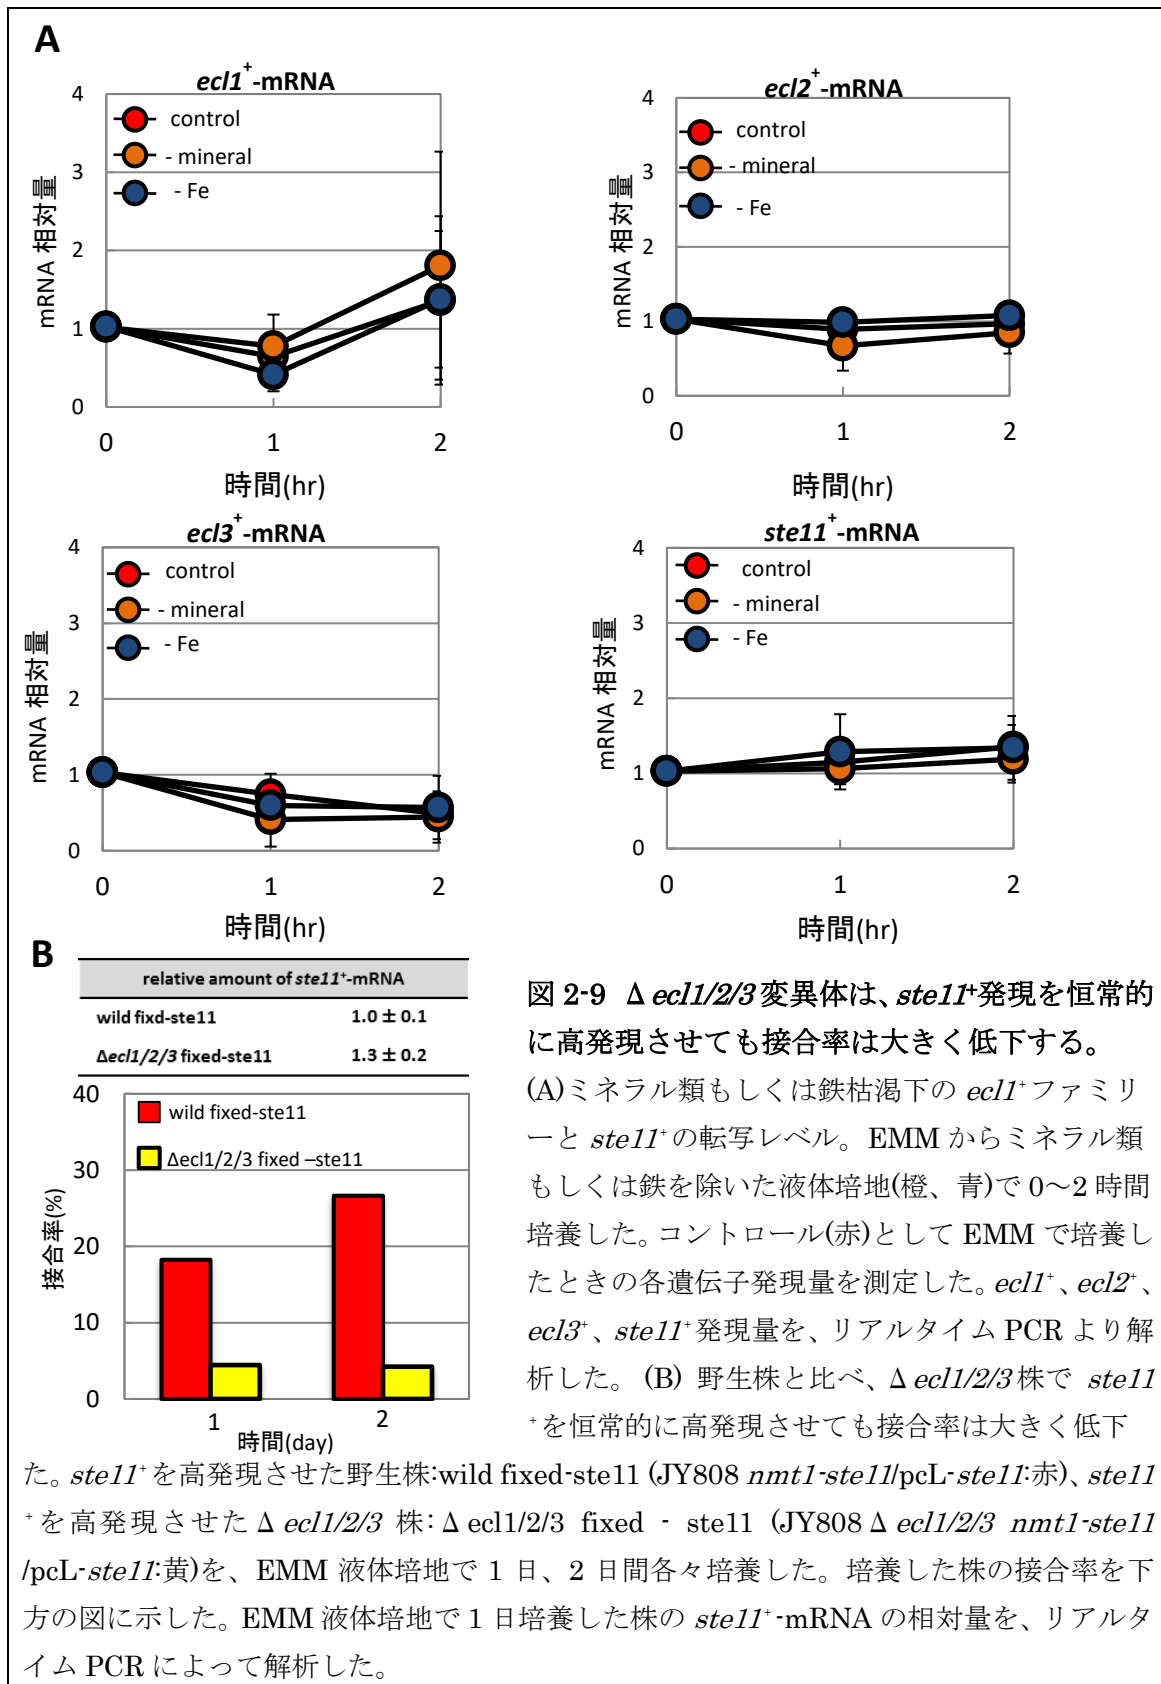 A
ecl1+-mRNA
4
3
2
1
0
control
- mineral
- Fe
mRNA 相対量
0 1 2
時間(hr)
ecl2+-mRNA
4
3
2
1
0
control
- mineral
- Fe
mRNA 相対量
0 1 2
時間(hr)
ecl3+-mRNA
4
3
2
1
0
control
- mineral
- Fe
mRNA 相対量
0 1 2
時間(hr)
ste11+-mRNA
4
3
2
1
0
control
- mineral
- Fe
mRNA 相対量
0 1 2
時間(hr)
B
relative amount of ste11+-mRNA
wild fixd-ste11 1.0 ± 0.1
Δecl1/2/3 fixed-ste11 1.3 ± 0.2
40
30
20
10
0
wild fixed-ste11
Δecl1/2/3 fixed –ste11
接合率(%)
1 2
時間(day)
図 2-9 Δecl1/2/3 変異体は、ste11+発現を恒常的
に高発現させても接合率は大きく低下する。
(A)ミネラル類もしくは鉄枯渇下の ecl1+ファミリ
ーと ste11+の転写レベル。EMM からミネラル類
もしくは鉄を除いた液体培地(橙、青)で 0～2 時間
培養した。コントロール(赤)として EMM で培養し
たときの各遺伝子発現量を測定した。ecl1+、ecl2+、
ecl3+、ste11+発現量を、リアルタイム PCR より解
析した。 (B) 野生株と比べ、Δecl1/2/3 株で ste11
+を恒常的に高発現させても接合率は大きく低下
た。ste11+を高発現させた野生株:wild fixed-ste11 (JY808 nmt1-ste11/pcL-ste11:赤)、ste11
+を高発現させたΔecl1/2/3 株:Δecl1/2/3 fixed - ste11 (JY808Δecl1/2/3 nmt1-ste11
/pcL-ste11:黄)を、EMM 液体培地で 1 日、2 日間各々培養した。培養した株の接合率を下
方の図に示した。EMM 液体培地で 1 日培養した株の ste11+-mRNA の相対量を、リアルタ
イム PCR によって解析した。